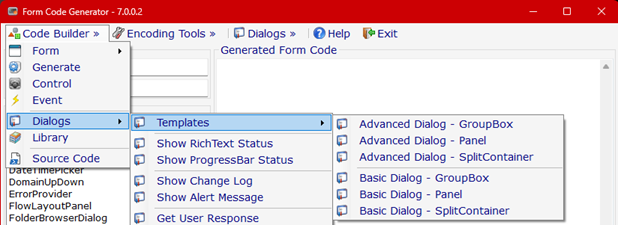 Form Code Generator - 7.0.0.2
Code Builder » Encoding Tools » Dialogs » Help Exit
Form
Generate
Control
Event
Dialogs
Library
Source Code
Templates
Show RichText Status
Show ProgressBar Status
Show Change Log
Show Alert Message
Get User Response
Advanced Dialog - GroupBox
Advanced Dialog - Panel
Advanced Dialog - SplitContainer
Basic Dialog - GroupBox
Basic Dialog - Panel
Basic Dialog - SplitContainer
Generated Form Code
DateTimePicker
DomainUpDown
ErrorProvider
FlowLayoutPanel
FolderBrowserDialog